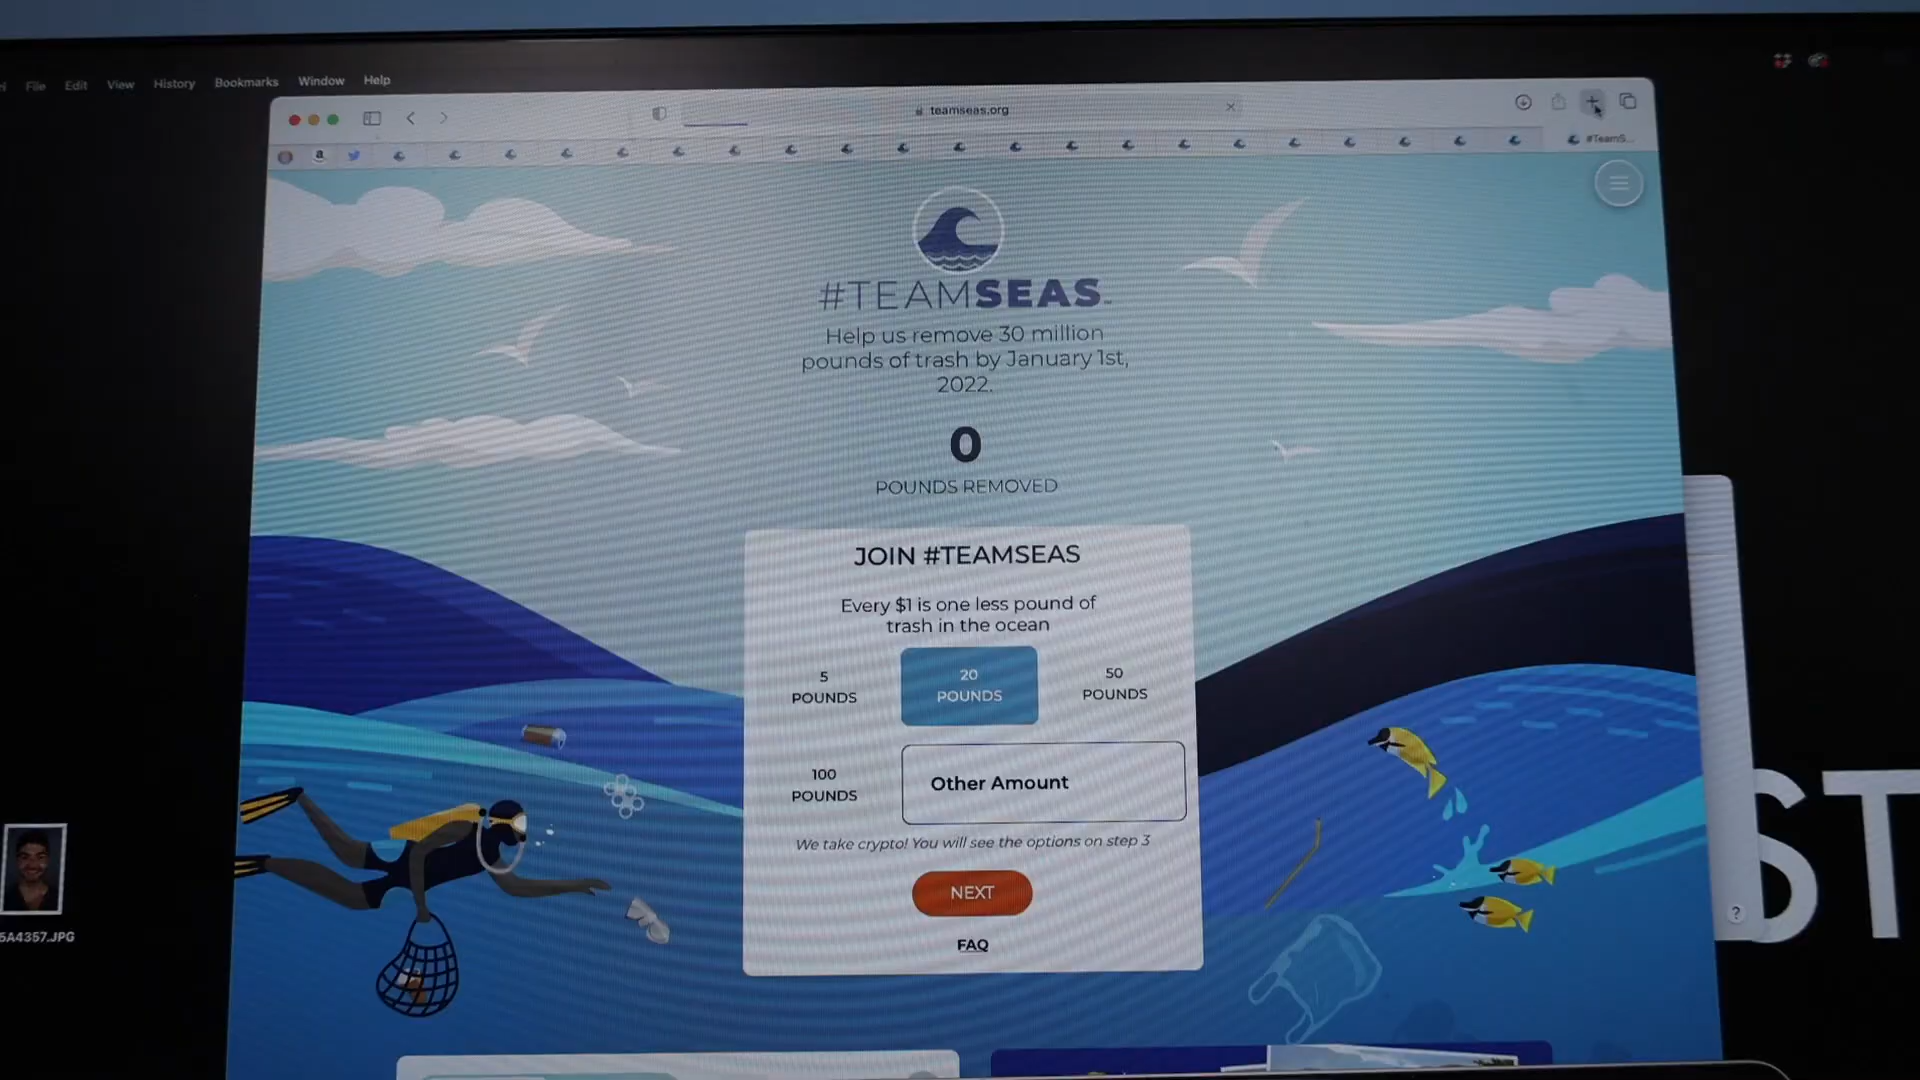 File Edit View History Bookmarks Window Help
teamseas.org
#TeamS...
#TEAMSEAS
Help us remove 30 million
pounds of trash by January 1st,
2022.
0
POUNDS REMOVED
JOIN #TEAMSEAS
Every $1 is one less pound of
trash in the ocean
5
POUNDS
20
POUNDS
50
POUNDS
100
POUNDS
Other Amount
We take crypto! You will see the options on step 3
NEXT
FAQ
5A4357.JPG
?
ST